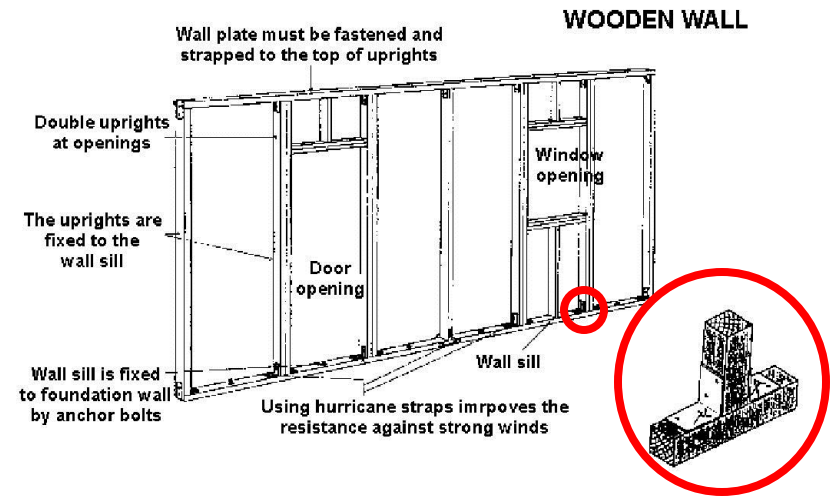 WOODEN WALL
Wall plate must be fastened and
strapped to the top of uprights
Double uprights
at openings
Window
opening
The uprights are
fixed to the
wall sill
Door
opening
Wall sill
Wall sill is fixed
to foundation wall
by anchor bolts
Using hurricane straps imrpoves the
resistance against strong winds